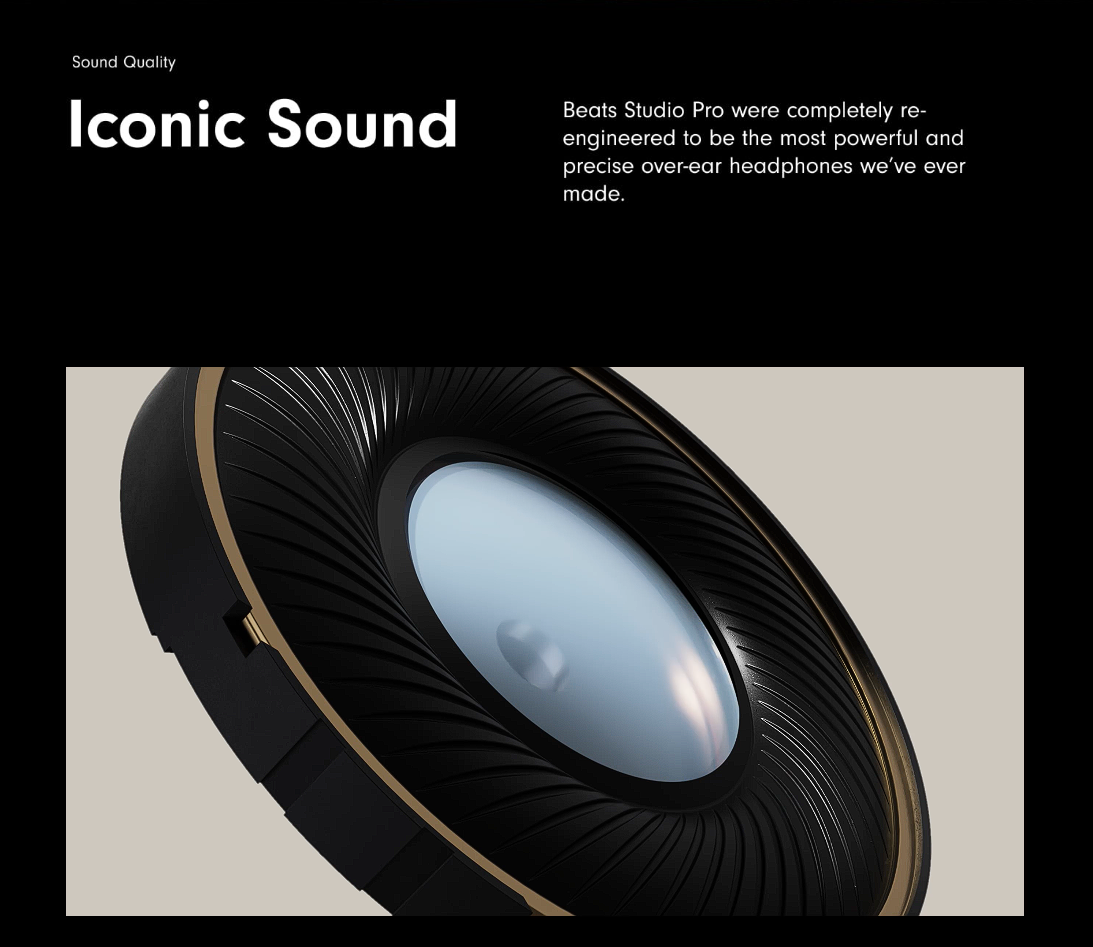 Sound Quality
Iconic Sound
Beats Studio Pro were completely re-
engineered to be the most powerful and
precise over-ear headphones we’ve ever
made.